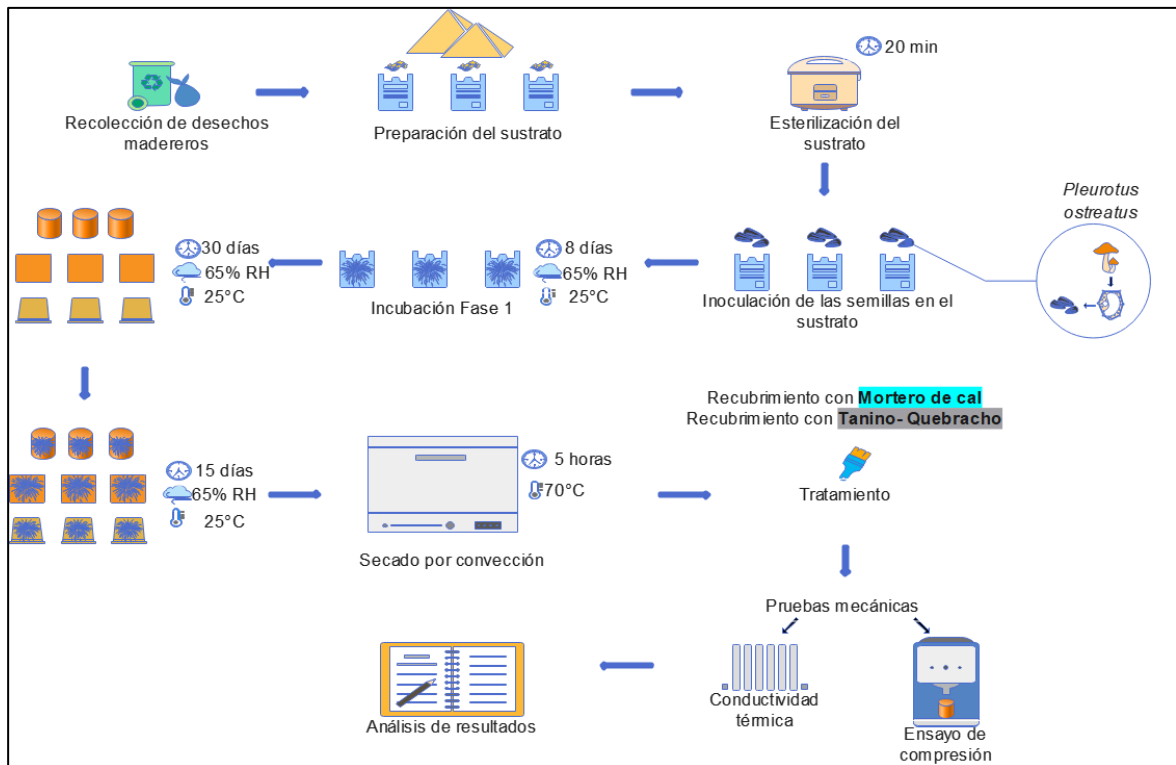 Recolección de desechos
madereros
Preparación del sustrato
20 min
Esterilización del
sustrato
Pleurotus
ostreatus
Inoculación de las semillas en el
sustrato
8 días
65% RH
25°C
Incubación Fase 1
30 días
65% RH
25°C
15 días
65% RH
25°C
5 horas
70°C
Secado por convección
Recubrimiento con Mortero de cal
Recubrimiento con Tanino- Quebracho
Tratamiento
Pruebas mecánicas
Conductividad
térmica
Ensayo de
compresión
Análisis de resultados